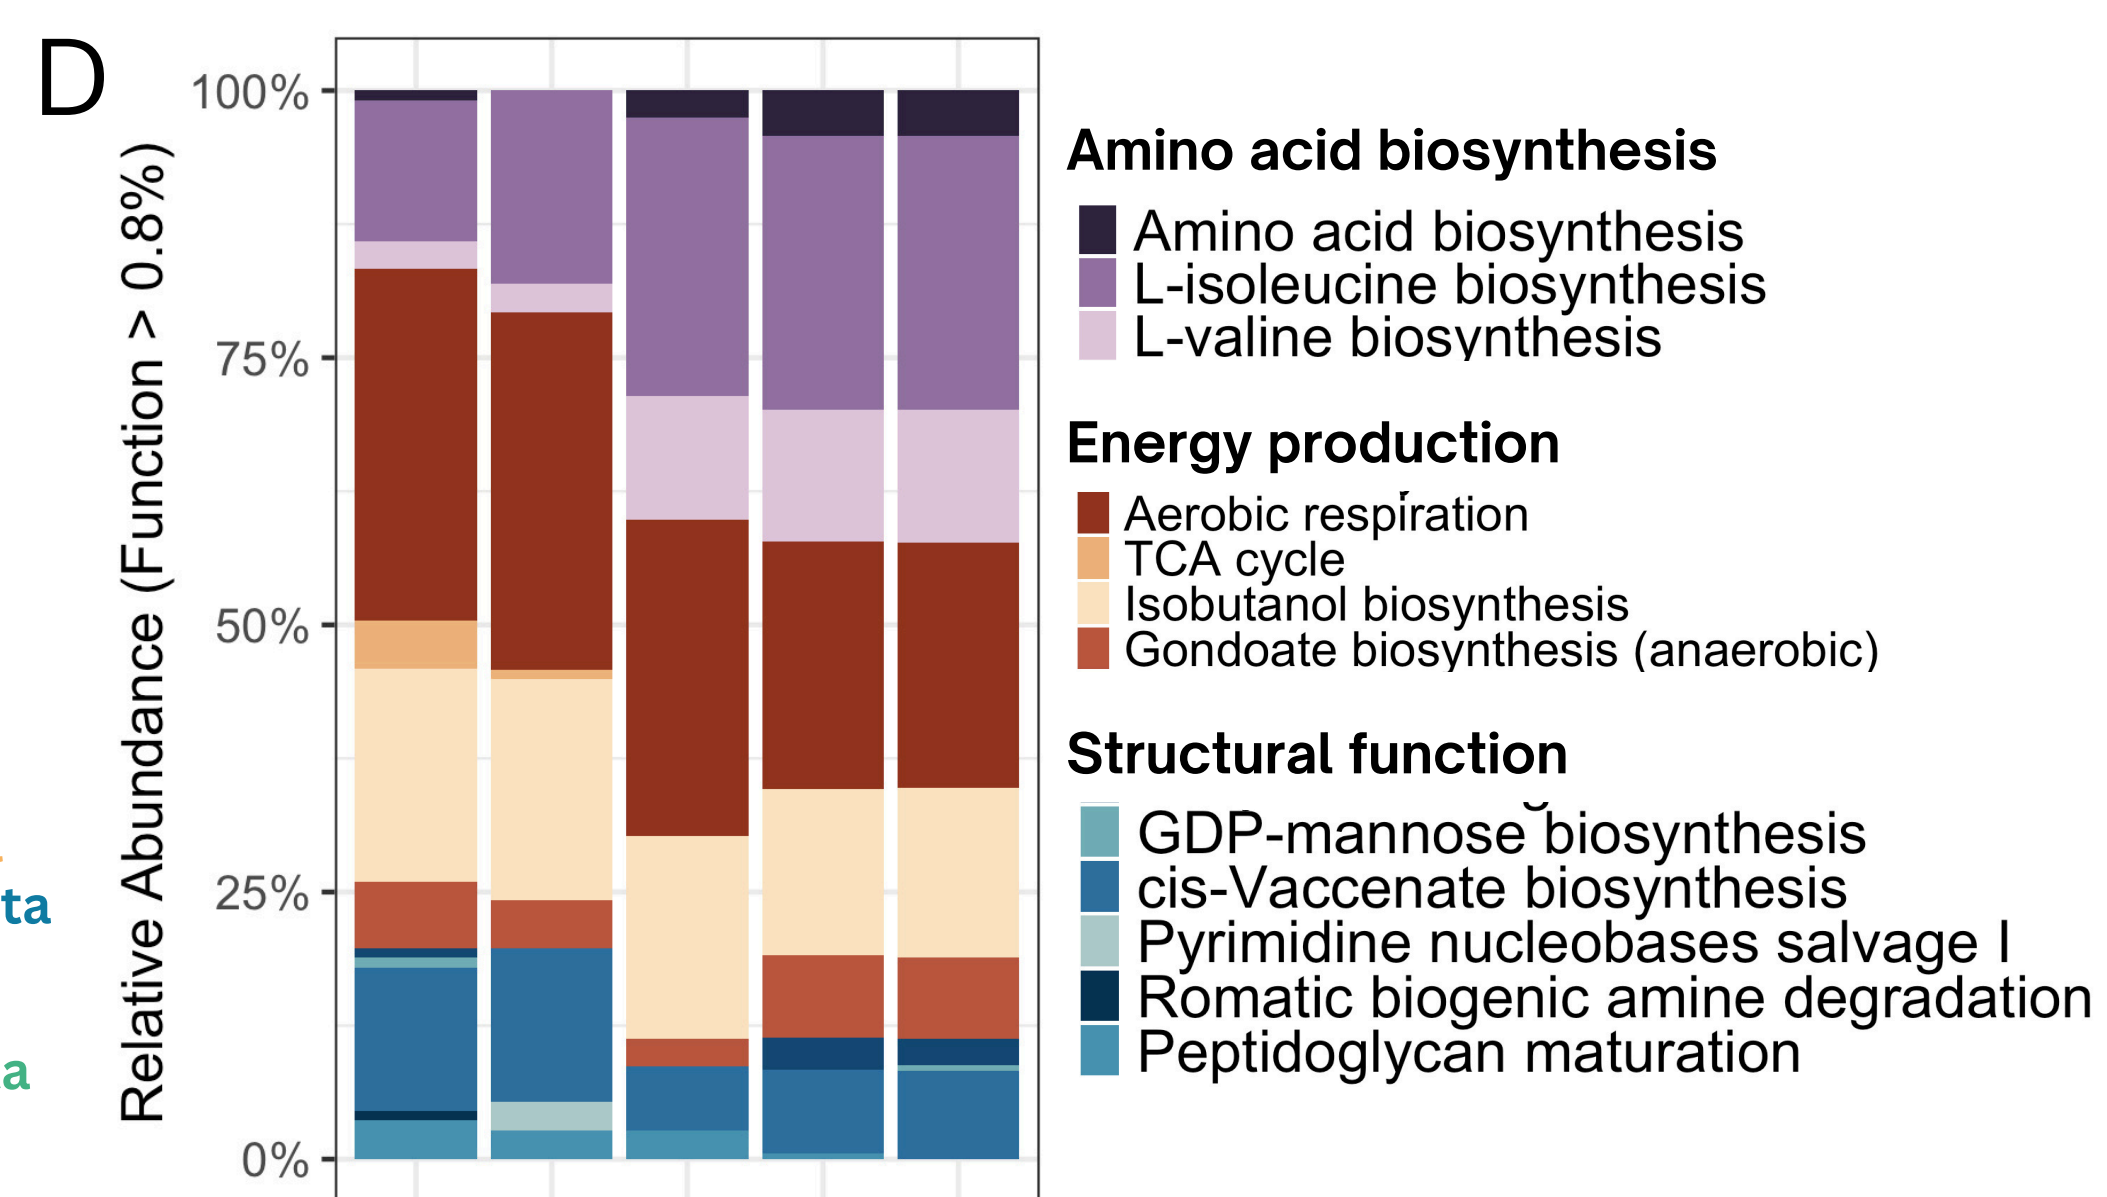 D
Relative Abundance (Function > 0.8%)
100%
75%
50%
25%
0%
ta
a
Amino acid biosynthesis
Amino acid biosynthesis
L-isoleucine biosynthesis
L-valine biosynthesis
Energy production
Aerobic respiration
TCA cycle
Isobutanol biosynthesis
Gondoate biosynthesis (anaerobic)
Structural function
GDP-mannose biosynthesis
cis-Vaccenate biosynthesis
Pyrimidine nucleobases salvage I
Romatic biogenic amine degradation
Peptidoglycan maturation